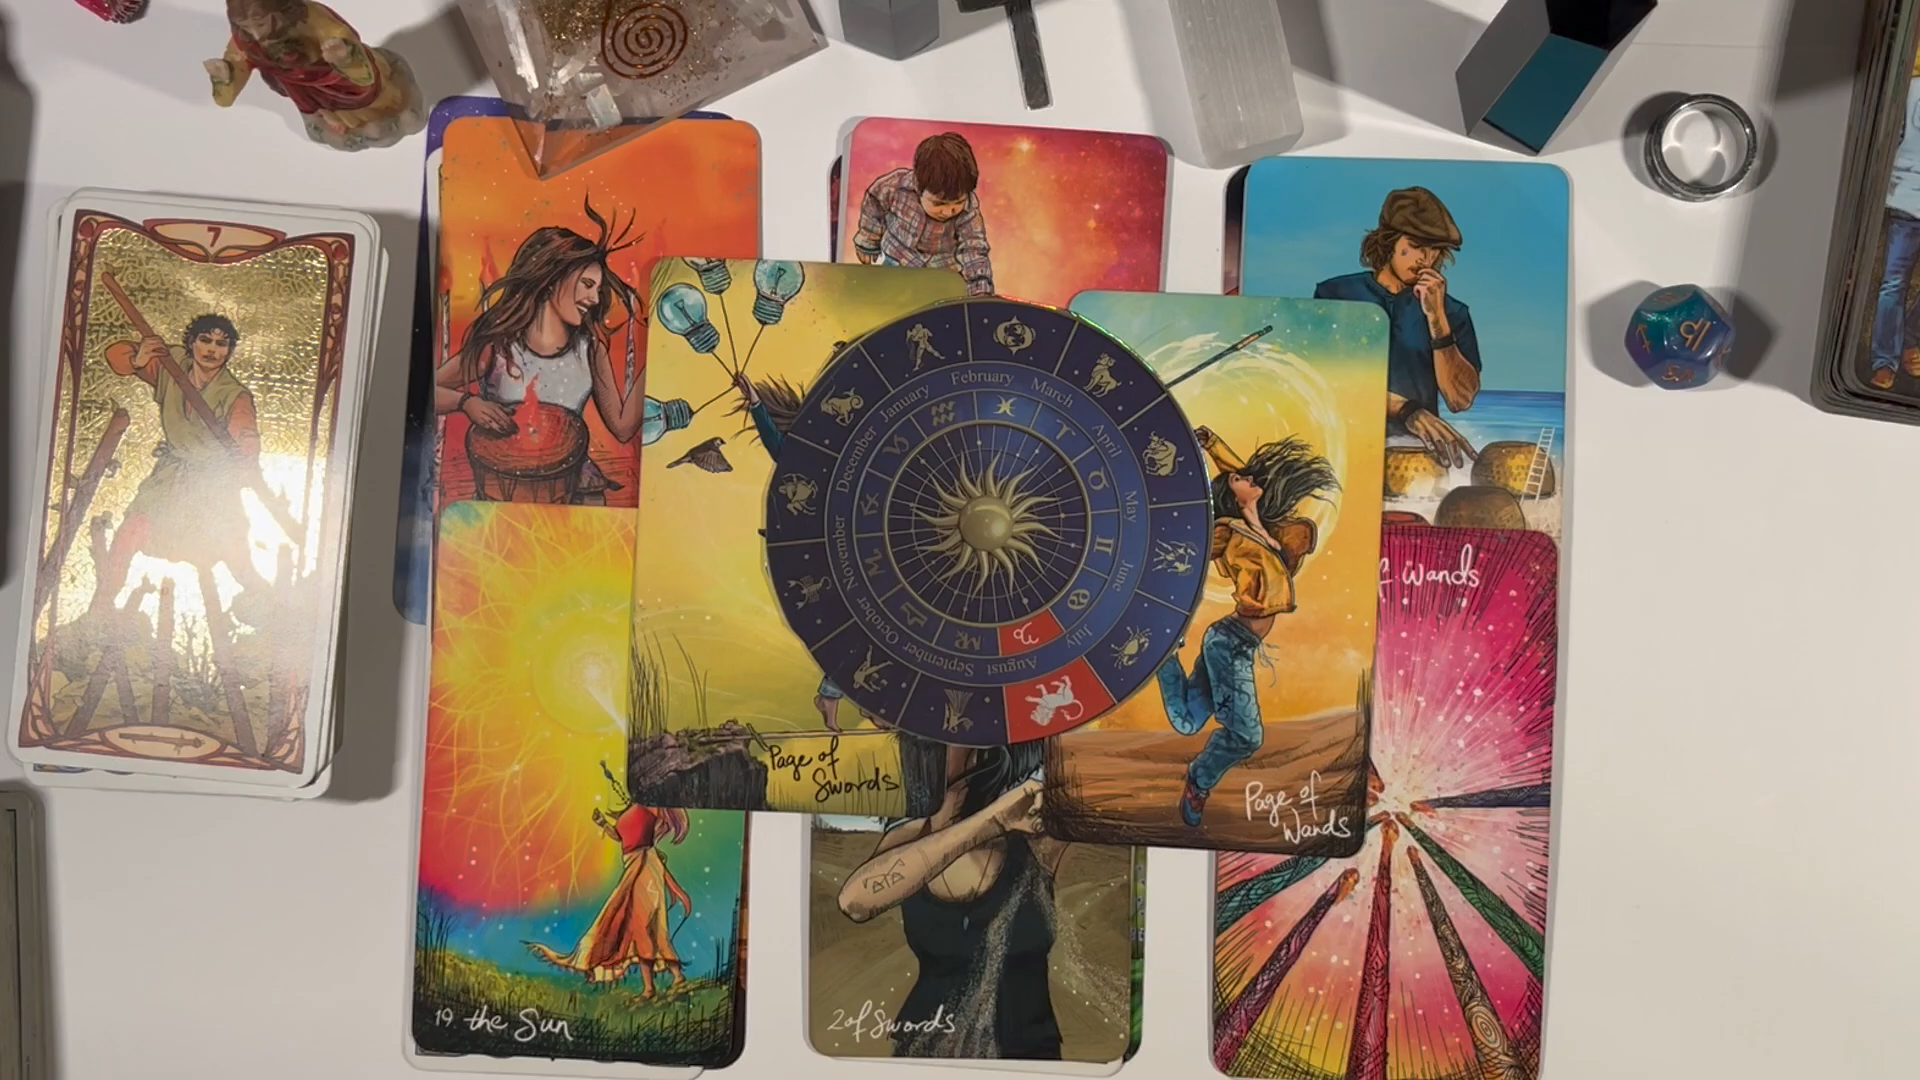 7
January
February
March
April
May
June
July
August
September
October
November
December
Page of
Swords
Page of
Wands
f Wands
19 the Sun
2 of Swords